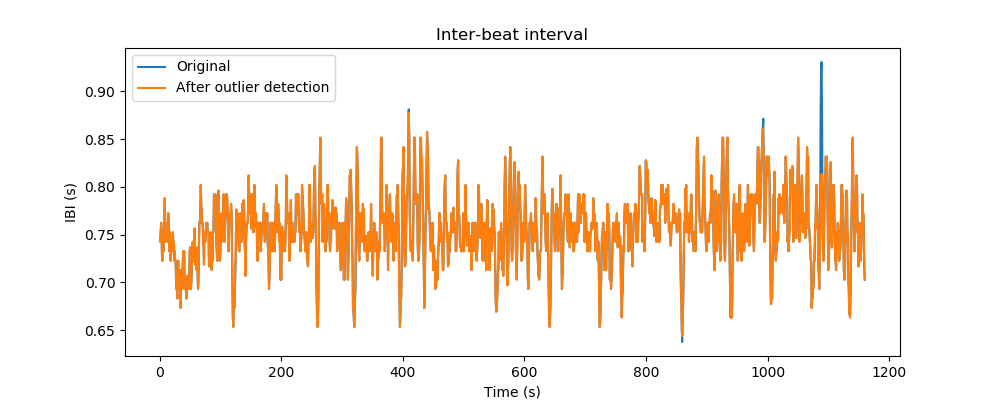 Inter-beat interval
Original
After outlier detection
IBI (s)
0.90
0.85
0.80
0.75
0.70
0.65
0 200 400 600 800 1000 1200
Time (s)